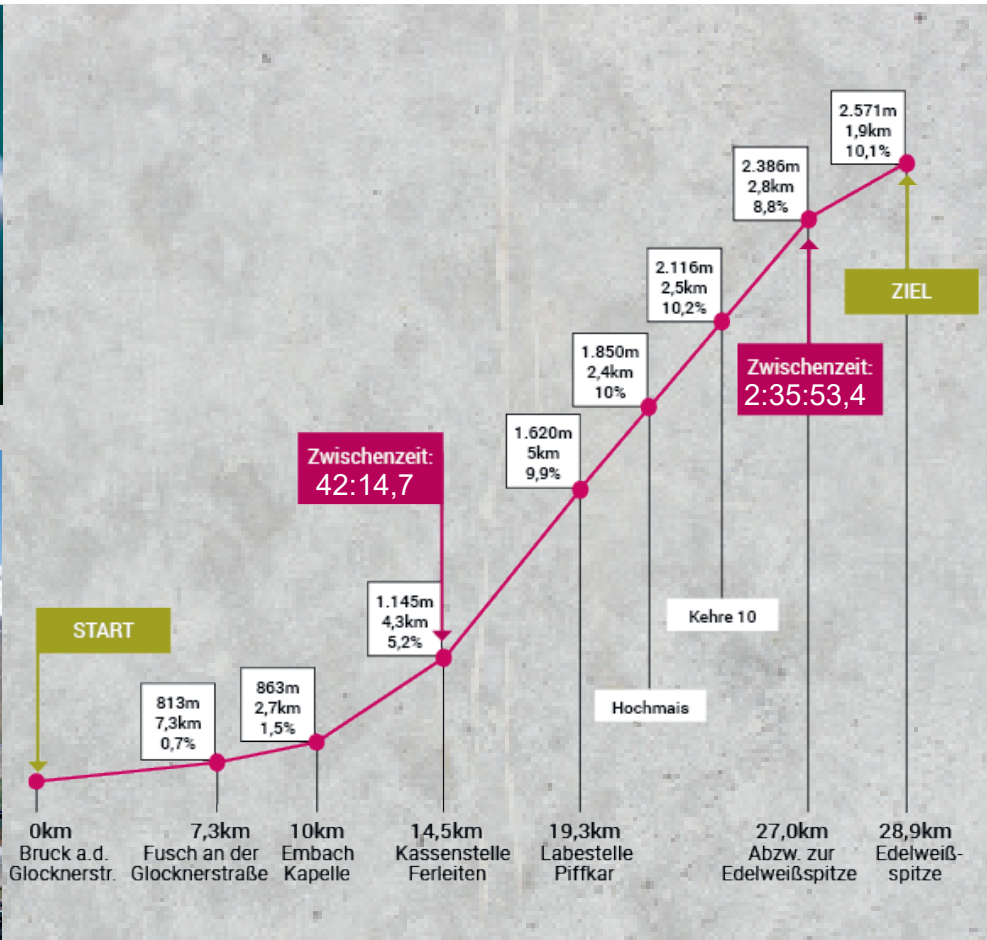 2.571m
1,9km
10,1%
2.386m
2,8km
8,8%
2.116m
2,5km
10,2%
ZIEL
1.850m
2,4km
10%
Zwischenzeit:
2:35:53,4
1.620m
5km
9,9%
Zwischenzeit:
42:14,7
1.145m
4,3km
5,2%
START
Kehre 10
813m
7,3km
0,7%
863m
2,7km
1,5%
Hochmais
0km
Bruck a.d.
Glocknerstr.
7,3km
Fusch an der
Glocknerstraße
10km
Embach
Kapelle
14,5km
Kassenstelle
Ferleiten
19,3km
Labestelle
Piffkar
27,0km
Abzw. zur
Edelweißspitze
28,9km
Edelweiß-
spitze